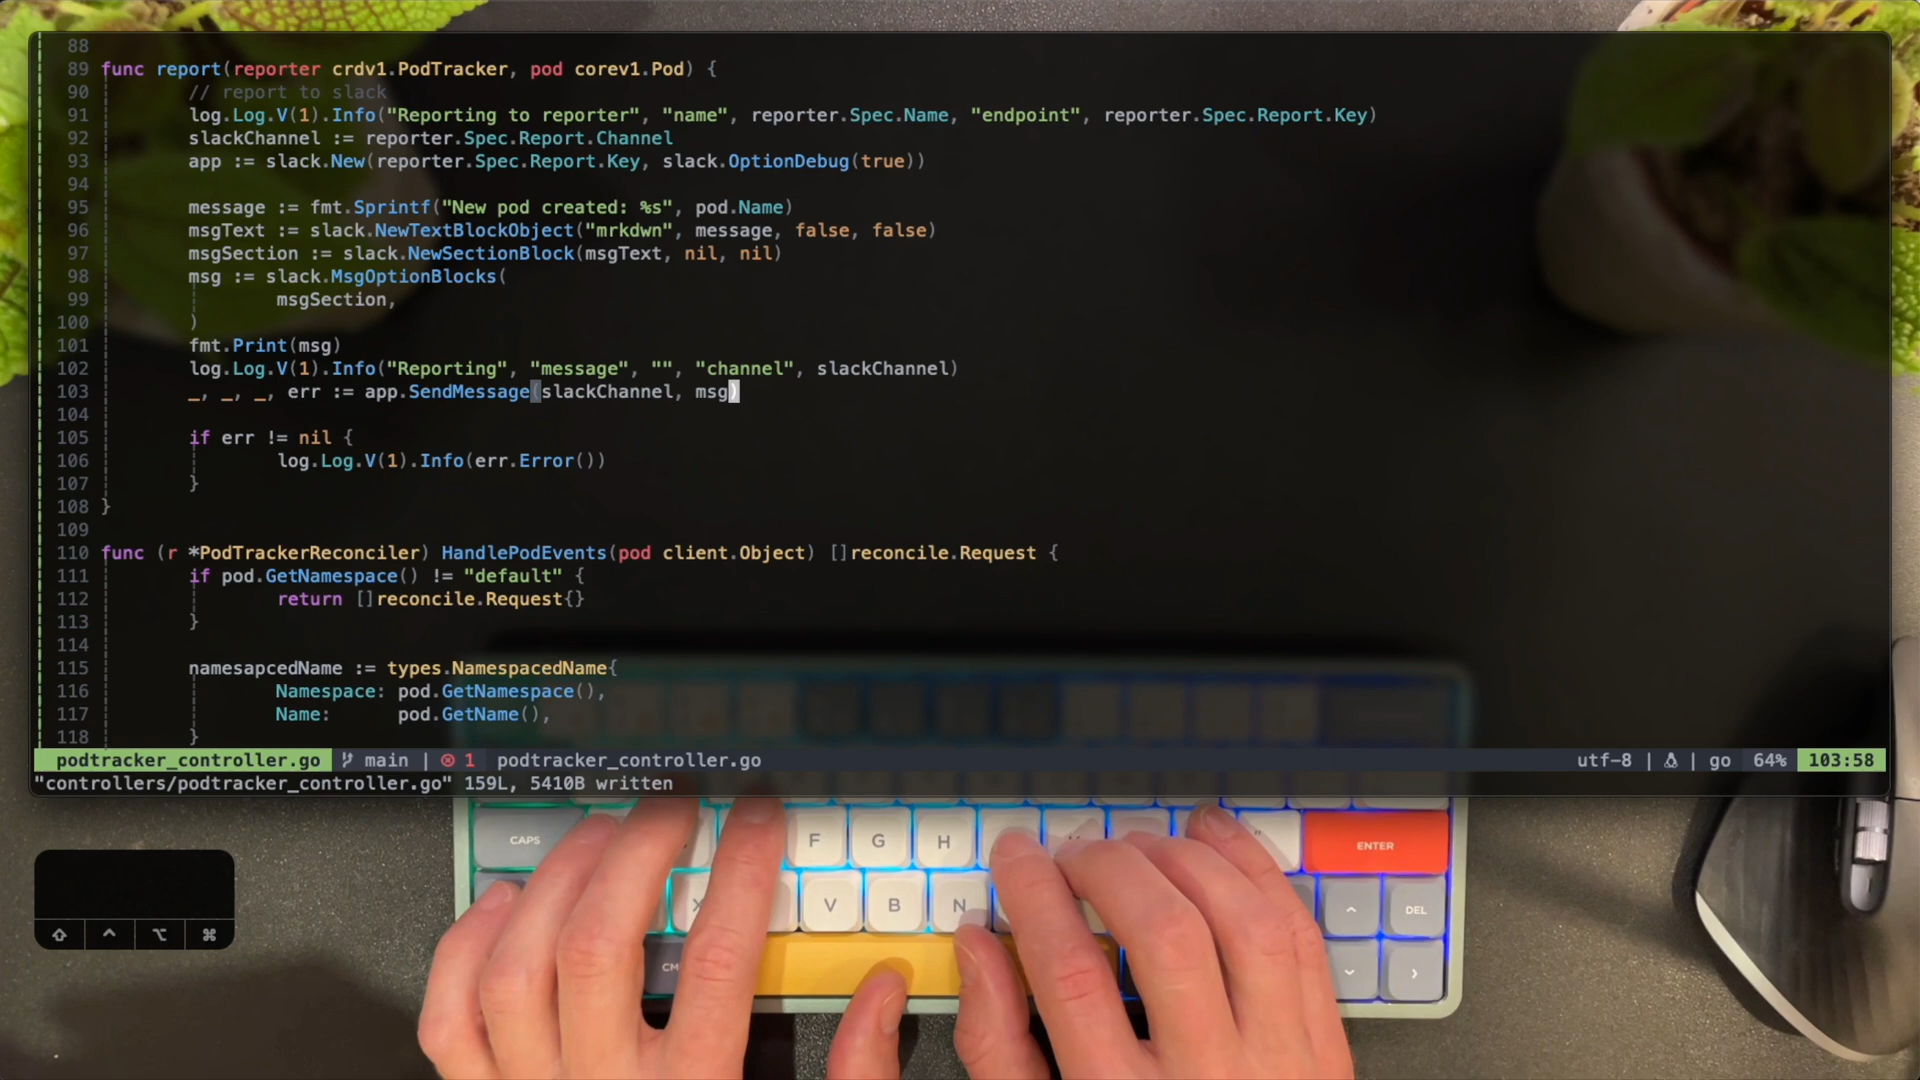 88
89 func report(reporter crdv1.PodTracker, pod corev1.Pod) {
90 // report to slack
91 log.Log.V(1).Info("Reporting to reporter", "name", reporter.Spec.Name, "endpoint", reporter.Spec.Report.Key)
92 slackChannel := reporter.Spec.Report.Channel
93 app := slack.New(reporter.Spec.Report.Key, slack.OptionDebug(true))
94
95 message := fmt.Sprintf("New pod created: %s", pod.Name)
96 msgText := slack.NewTextBlockObject("mrkdwn", message, false, false)
97 msgSection := slack.NewSectionBlock(msgText, nil, nil)
98 msg := slack.MsgOptionBlocks(
99 msgSection,
100 )
101 fmt.Print(msg)
102 log.Log.V(1).Info("Reporting", "message", "", "channel", slackChannel)
103 _, _, _, err := app.SendMessage(slackChannel, msg)
104
105 if err != nil {
106 log.Log.V(1).Info(err.Error())
107 }
108 }
109
110 func (r *PodTrackerReconciler) HandlePodEvents(pod client.Object) []reconcile.Request {
111 if pod.GetNamespace() != "default" {
112 return []reconcile.Request{}
113 }
114
115 namesapcedName := types.NamespacedName{
116 Namespace: pod.GetNamespace(),
117 Name: pod.GetName(),
118 }
podtracker_controller.go main | 1 podtracker_controller.go utf-8 | | go 64% 103:58
"controllers/podtracker_controller.go" 159L, 5410B written
CAPS F G H " ENTER
X V B N DEL
CM